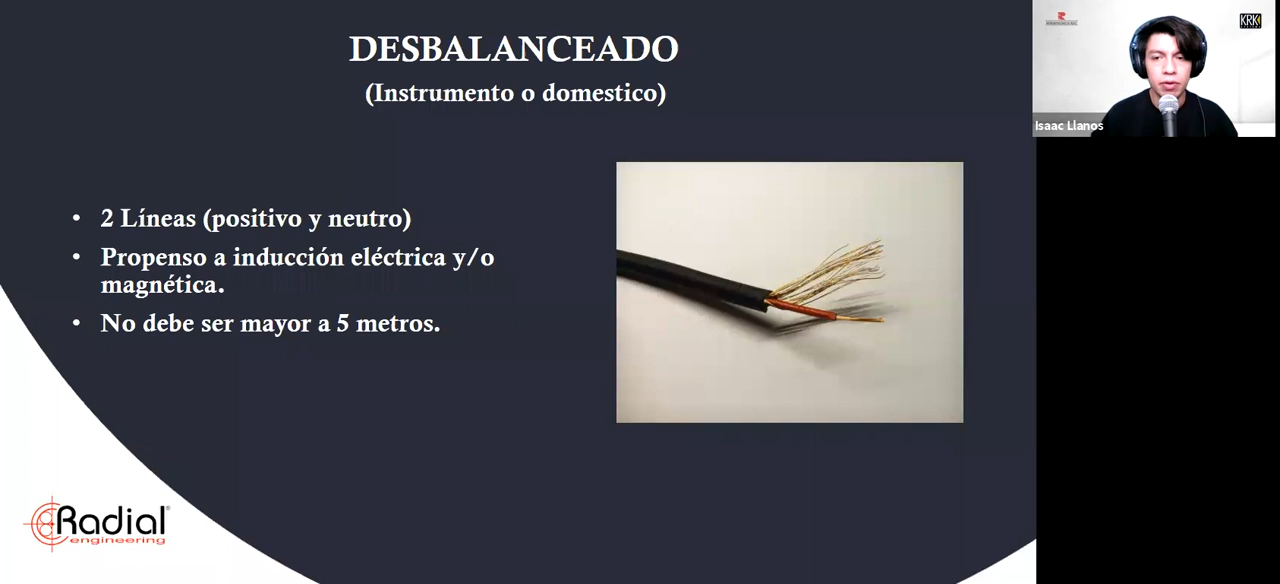 DESBALANCEADO
(Instrumento o domestico)
• 2 Líneas (positivo y neutro)
• Propenso a inducción eléctrica y/o
magnética.
• No debe ser mayor a 5 metros.
Radial®
engineering
KRK
Isaac Llanos